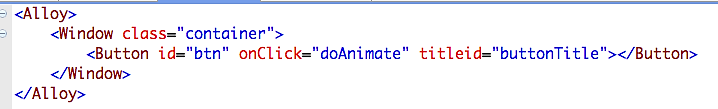 <Alloy>
<Window class="container">
<Button id="btn" onClick="doAnimate" titleid="buttonTitle"></Button>
</Window>
</Alloy>